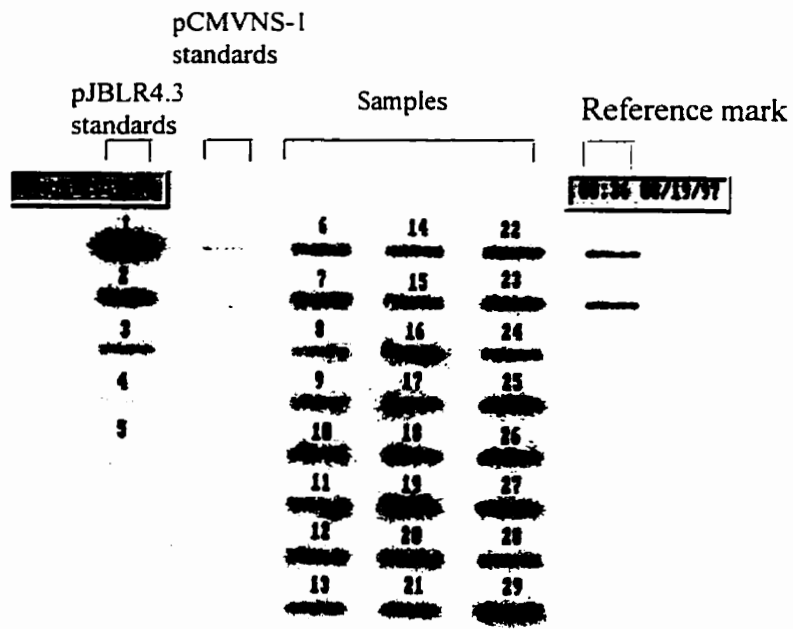 pCMVNS-1
standards
pJBLR4.3
standards
Samples
Reference mark
1
6 14 22
2 7 15 23
3 8 16 24
4 9 17 25
5 10 18 26
11 19 27
12 20 28
13 21 29